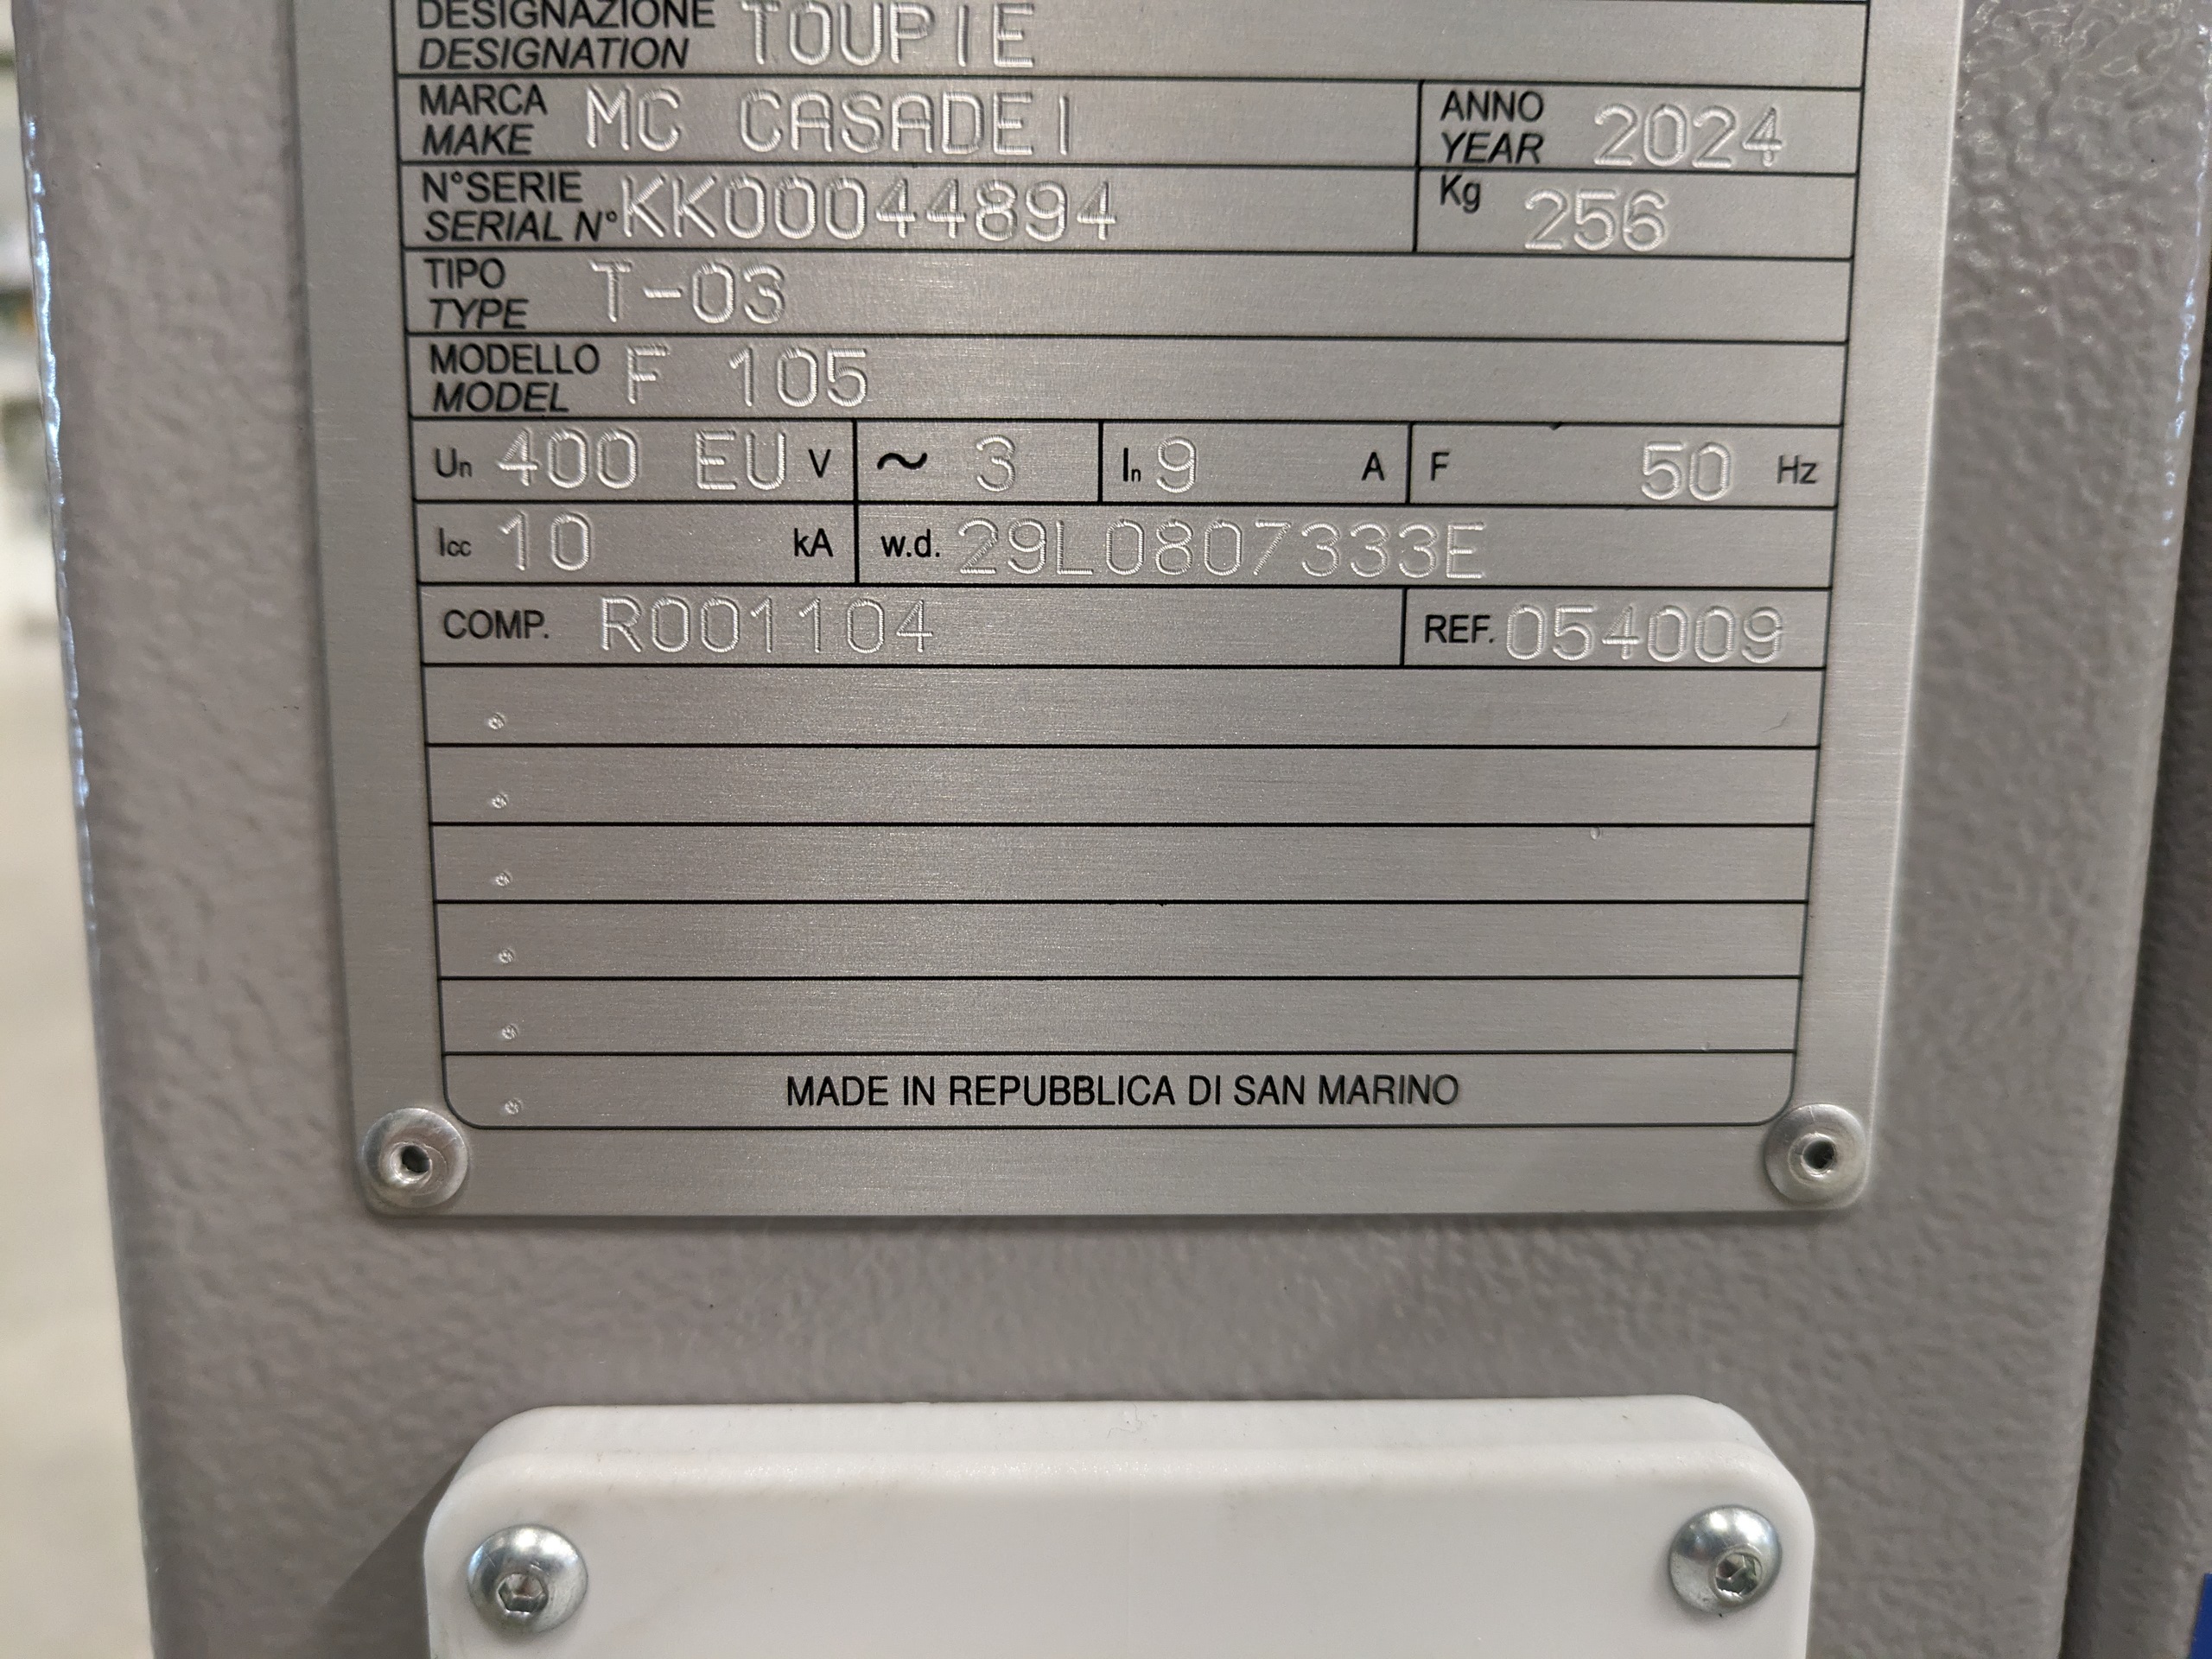 DESIGNAZIONE
DESIGNATION TOUPIE
MARCA
MAKE MC CASADEI
ANNO
YEAR 2024
N°SERIE
SERIAL N° KK00044894
Kg 256
TIPO
TYPE T-03
MODELLO
MODEL F 105
Un 400 EU V ~ 3 In 9 A F 50 Hz
Icc 10 kA w.d. 29L0807333E
COMP. R001104 REF. 054009
MADE IN REPUBBLICA DI SAN MARINO